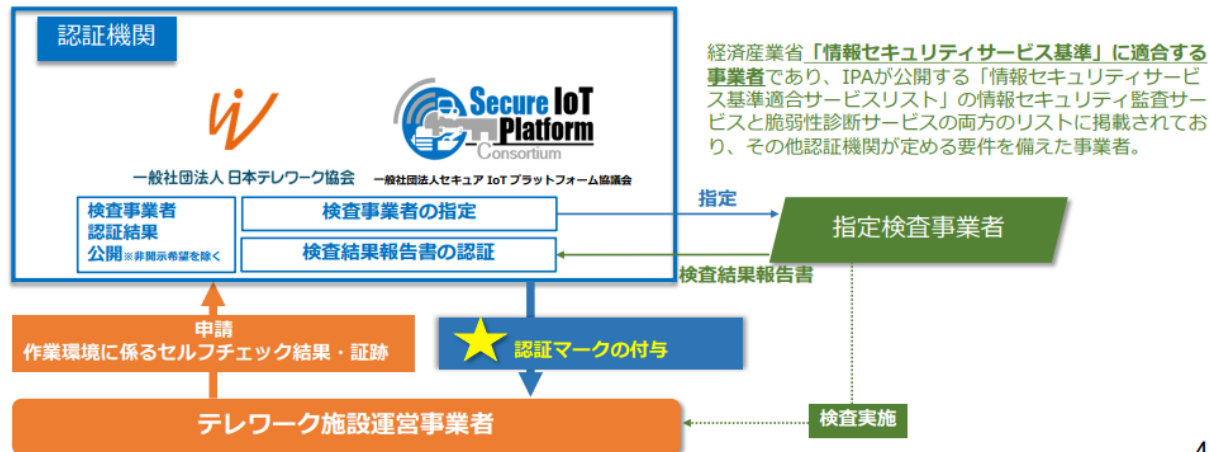 認証機関
経済産業省「情報セキュリティサービス基準」に適合する
事業者であり、IPAが公開する「情報セキュリティサービ
ス基準適合サービスリスト」の情報セキュリティ監査サー
ビスと脆弱性診断サービスの両方のリストに掲載されてお
り、その他認証機関が定める要件を備えた事業者。
Secure IoT
Platform
Consortium
一般社団法人 日本テレワーク協会
一般社団法人セキュア IoT プラットフォーム協議会
検査事業者
認証結果
公開※非開示希望を除く
検査事業者の指定
検査結果報告書の認証
指定
指定検査事業者
検査結果報告書
申請
作業環境に係るセルフチェック結果・証跡
認証マークの付与
テレワーク施設運営事業者
検査実施
4